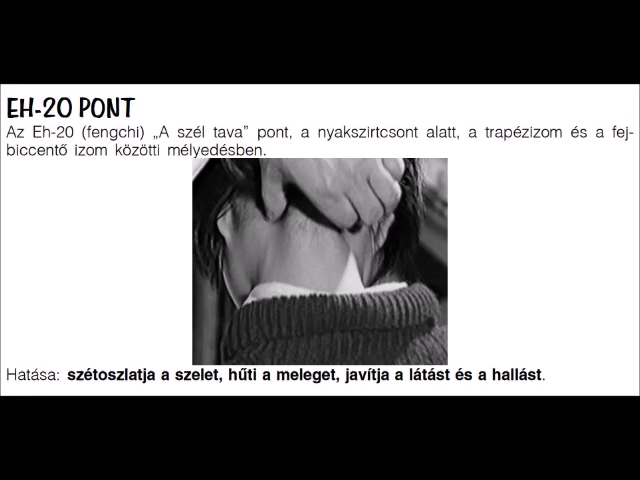 EH-20 PONT
Az Eh-20 (fengchi) „A szél tava” pont, a nyakszirtcsont alatt, a trapézizom és a fej-
biccentő izom közötti mélyedésben.
Hatása: szétoszlatja a szelet, hűti a meleget, javítja a látást és a hallást.